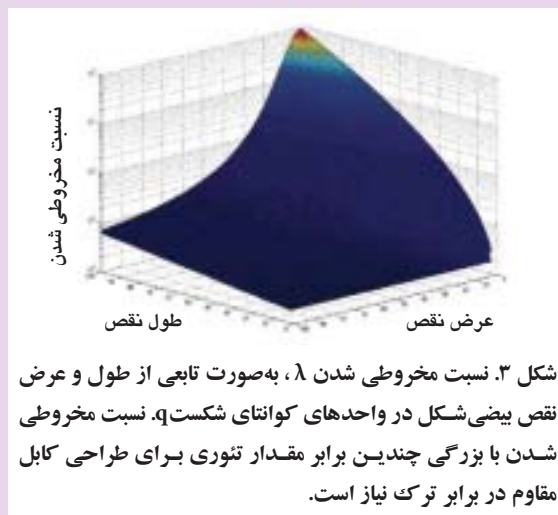 نسبت مخروطی شدن
طول نقص
عرض نقص
شکل ۳. نسبت مخروطی شدن λ، به‌صورت تابعی از طول و عرض
نقص بیضی‌شکل در واحدهای کوانتای شکستq. نسبت مخروطی
شدن با بزرگی چندین برابر مقدار تئوری برای طراحی کابل
مقاوم در برابر ترک نیاز است.